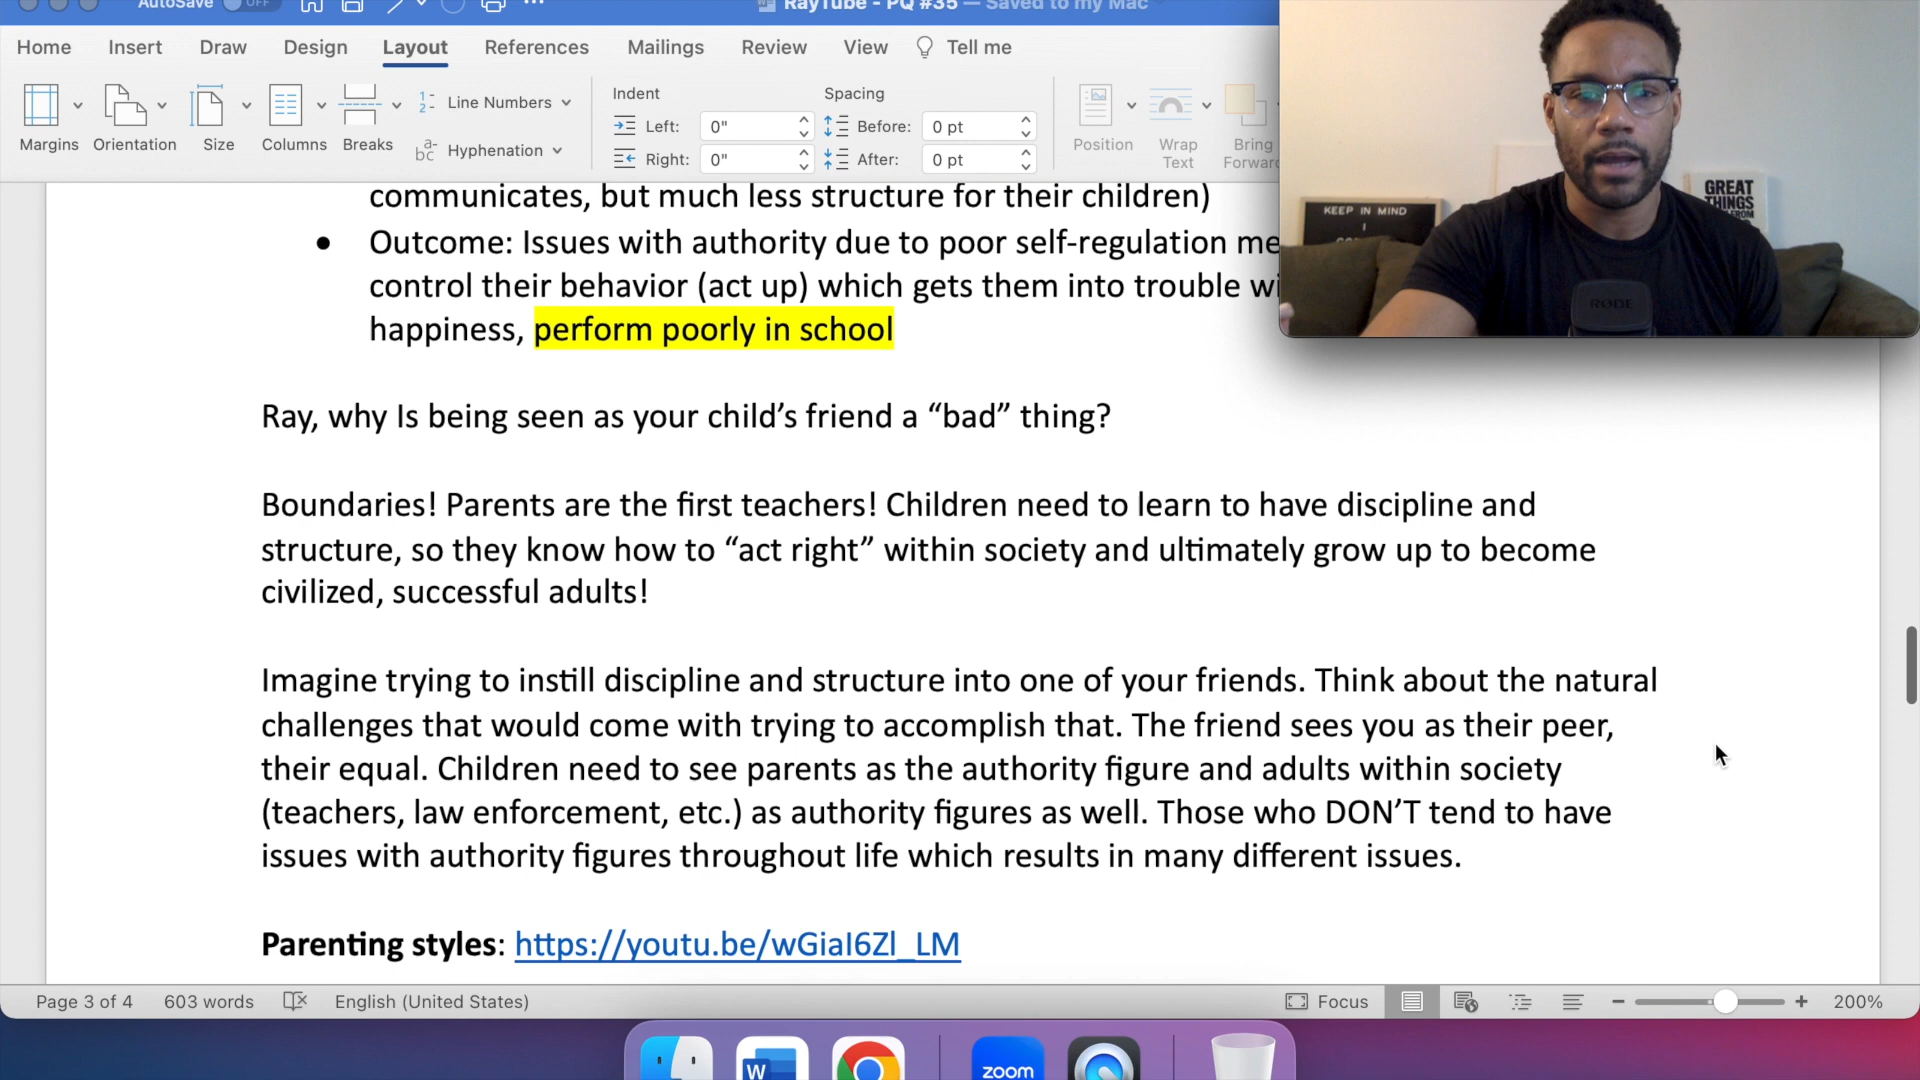 AutoSave OFF
RayTube - PQ #35 — Saved to my Mac
Home Insert Draw Design Layout References Mailings Review View Tell me
Margins Orientation Size Columns Breaks
Line Numbers
Hyphenation
Indent
Left: 0"
Right: 0"
Spacing
Before: 0 pt
After: 0 pt
Position Wrap Text Bring
KEEP IN MIND
I
GREAT
THINGS
RODE
communicates, but much less structure for their children)
● Outcome: Issues with authority due to poor self-regulation
control their behavior (act up) which gets them into trouble
happiness, perform poorly in school
Ray, why Is being seen as your child’s friend a “bad” thing?
Boundaries! Parents are the first teachers! Children need to learn to have discipline and
structure, so they know how to “act right” within society and ultimately grow up to become
civilized, successful adults!
Imagine trying to instill discipline and structure into one of your friends. Think about the natural
challenges that would come with trying to accomplish that. The friend sees you as their peer,
their equal. Children need to see parents as the authority figure and adults within society
(teachers, law enforcement, etc.) as authority figures as well. Those who DON’T tend to have
issues with authority figures throughout life which results in many different issues.
Parenting styles: https://youtu.be/wGiaI6Zl_LM
Page 3 of 4 603 words English (United States) Focus 200%
W zoom